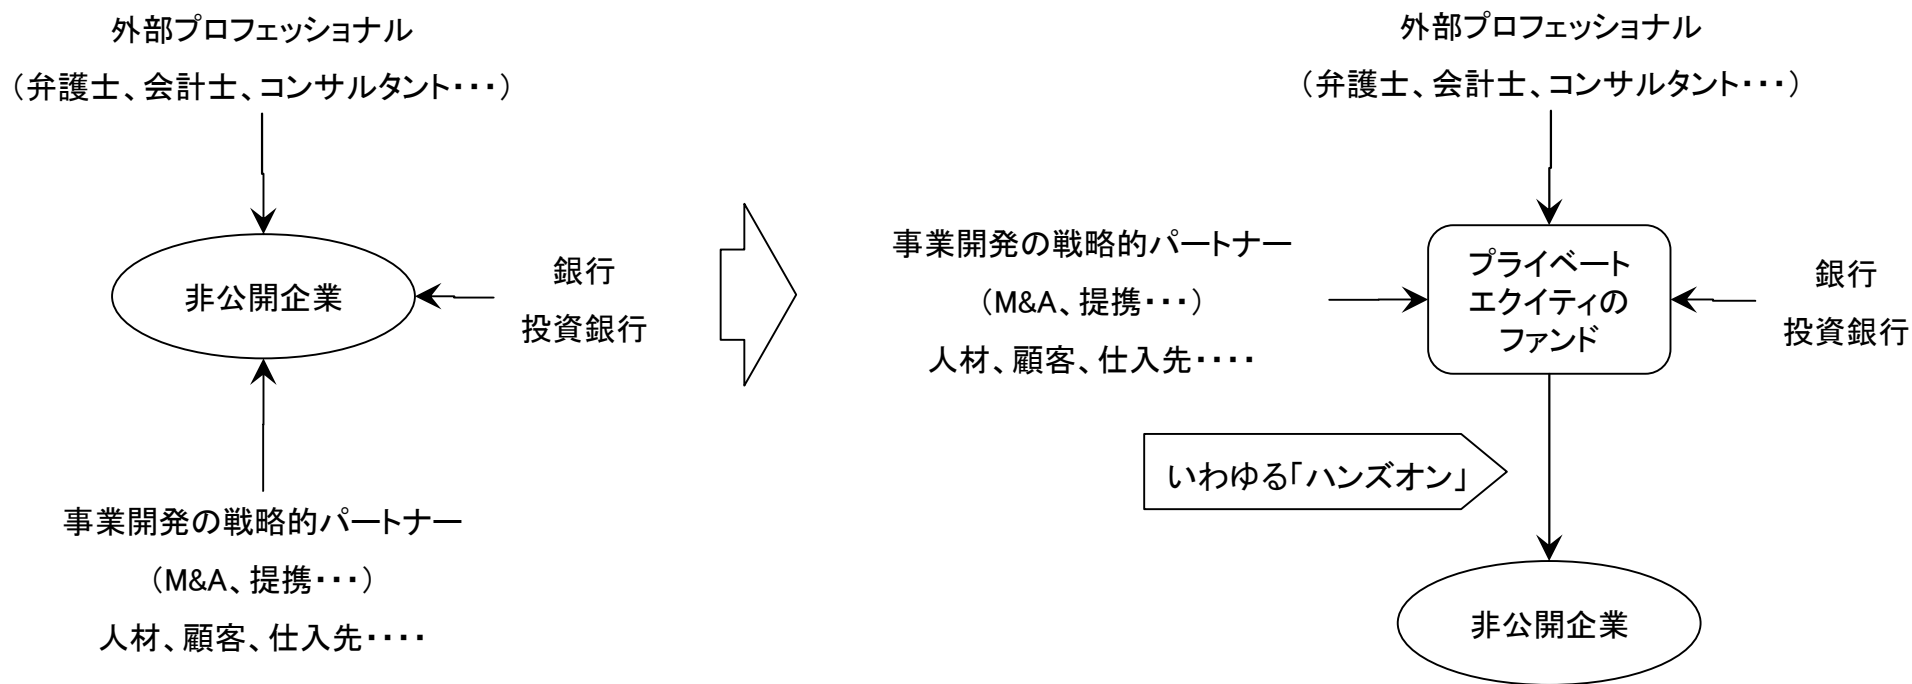 外部プロフェッショナル
（弁護士、会計士、コンサルタント･･･）
非公開企業
銀行
投資銀行
事業開発の戦略的パートナー
（M&A、提携･･･）
人材、顧客、仕入先････
外部プロフェッショナル
（弁護士、会計士、コンサルタント･･･）
事業開発の戦略的パートナー
（M&A、提携･･･）
人材、顧客、仕入先････
プライベート
エクイティの
ファンド
銀行
投資銀行
いわゆる「ハンズオン」
非公開企業